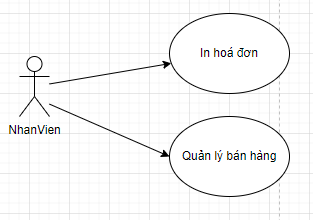 In hoá đơn
NhanVien
Quản lý bán hàng